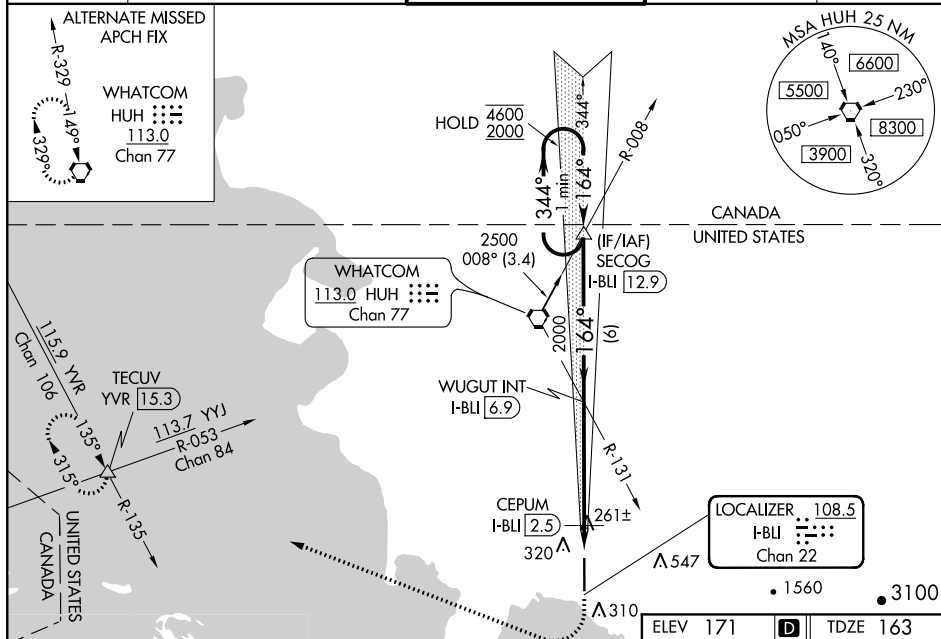 ALTERNATE MISSED
APCH FIX
R-329
149°
329°
WHATCOM
HUH
113.0
Chan 77
HOLD 4600
2000
344°
344°
1 min
164°
R-008
MSA HUH 25 NM
140°
6600
5500
230°
050°
8300
3900
320°
CANADA
UNITED STATES
2500
008° (3.4)
(IF/IAF)
SECOG
I-BLI 12.9
WHATCOM
113.0 HUH
Chan 77
2000
164°
(6)
115.9 YVR
Chan 106
TECUV
YVR 15.3
WUGUT INT
I-BLI 6.9
135°
315°
113.7 YYJ
R-053
Chan 84
R-131
R-135
UNITED STATES
CANADA
CEPUM
I-BLI 2.5
261±
320
LOCALIZER 108.5
I-BLI
Chan 22
547
1560
3100
310
ELEV 171 D TDZE 163